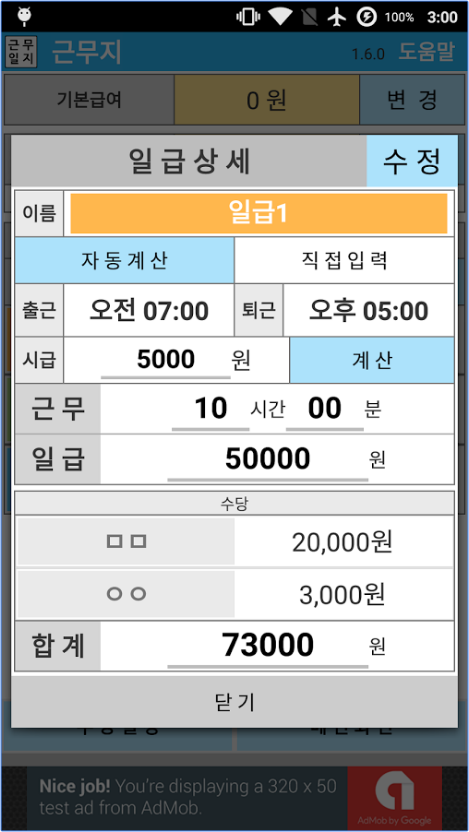 100% 3:00
근무일지 근무지 1.6.0 도움말
기본급여 0 원 변 경
일 급 상 세 수 정
이름 일급1
자 동 계 산 직 접 입 력
출근 오전 07:00 퇴근 오후 05:00
시급 5000 원 계 산
근 무 10 시간 00 분
일 급 50000 원
수당
ㅁㅁ 20,000원
ㅇㅇ 3,000원
합 계 73000 원
닫 기
Nice job! You're displaying a 320 x 50
test ad from AdMob.
AdMob by Google